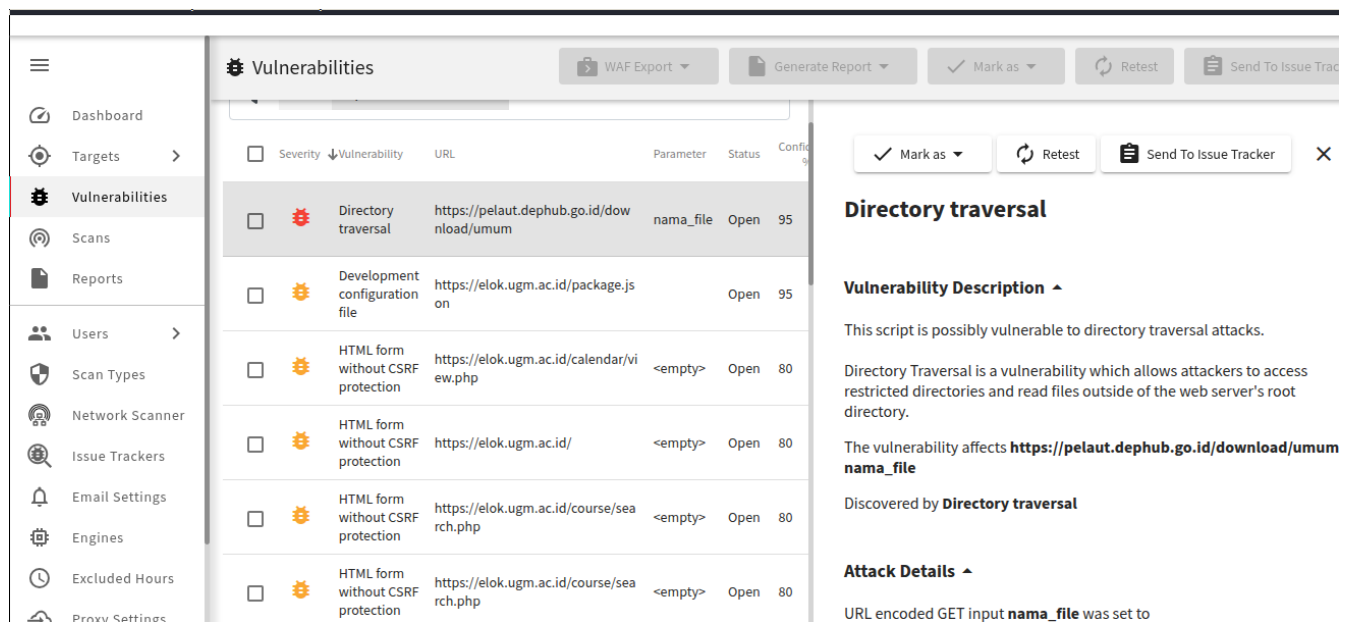 Vulnerabilities
WAF Export
Generate Report
Mark as
Retest
Send To Issue Trac
Dashboard
Targets
Vulnerabilities
Scans
Reports
Users
Scan Types
Network Scanner
Issue Trackers
Email Settings
Engines
Excluded Hours
Proxy Settings
Severity Vulnerability URL Parameter Status Confid
%
Directory
traversal
https://pelaut.dephub.go.id/dow
nload/umum
nama_file Open 95
Development
configuration
file
https://elok.ugm.ac.id/package.js
on
Open 95
HTML form
without CSRF
protection
https://elok.ugm.ac.id/calendar/vi
ew.php
<empty> Open 80
HTML form
without CSRF
protection
https://elok.ugm.ac.id/
<empty> Open 80
HTML form
without CSRF
protection
https://elok.ugm.ac.id/course/sea
rch.php
<empty> Open 80
HTML form
without CSRF
protection
https://elok.ugm.ac.id/course/sea
rch.php
<empty> Open 80
Mark as
Retest
Send To Issue Tracker
Directory traversal
Vulnerability Description
This script is possibly vulnerable to directory traversal attacks.
Directory Traversal is a vulnerability which allows attackers to access
restricted directories and read files outside of the web server's root
directory.
The vulnerability affects https://pelaut.dephub.go.id/download/umum
nama_file
Discovered by Directory traversal
Attack Details
URL encoded GET input nama_file was set to